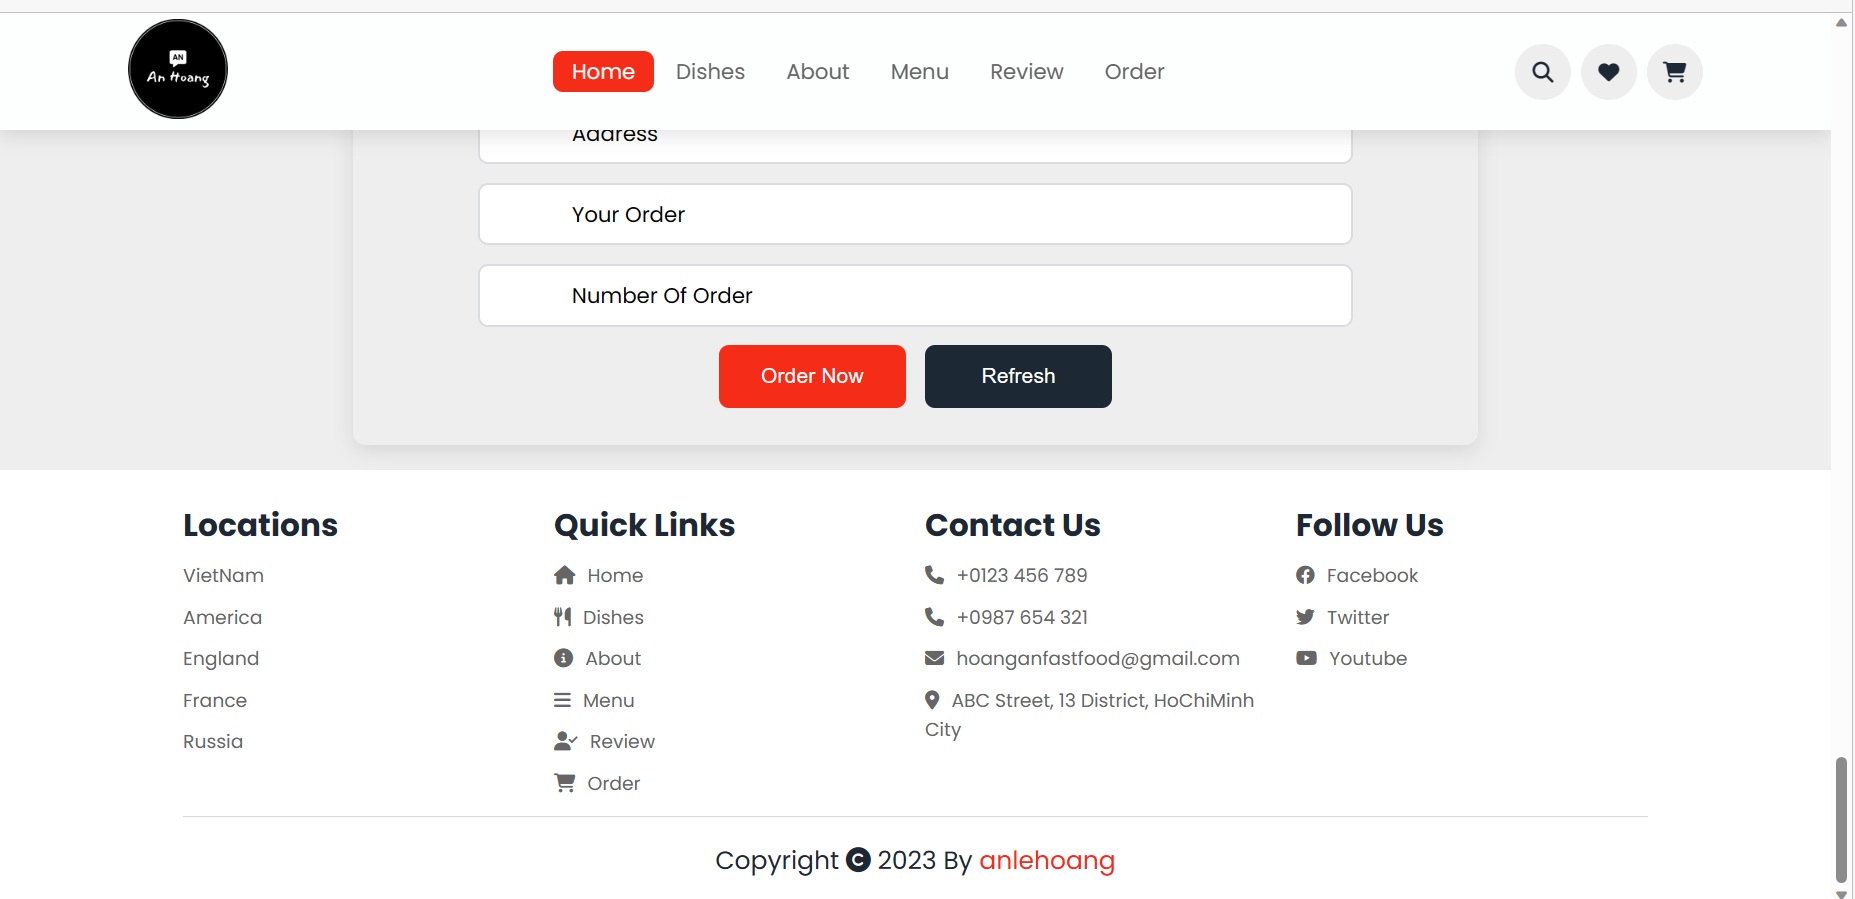 AN
An Hoang
Home
Dishes
About
Menu
Review
Order
Address
Your Order
Number Of Order
Order Now
Refresh
Locations
VietNam
America
England
France
Russia
Quick Links
Home
Dishes
About
Menu
Review
Order
Contact Us
+0123 456 789
+0987 654 321
hoanganfastfood@gmail.com
ABC Street, 13 District, HoChiMinh
City
Follow Us
Facebook
Twitter
Youtube
Copyright © 2023 By anlehoang